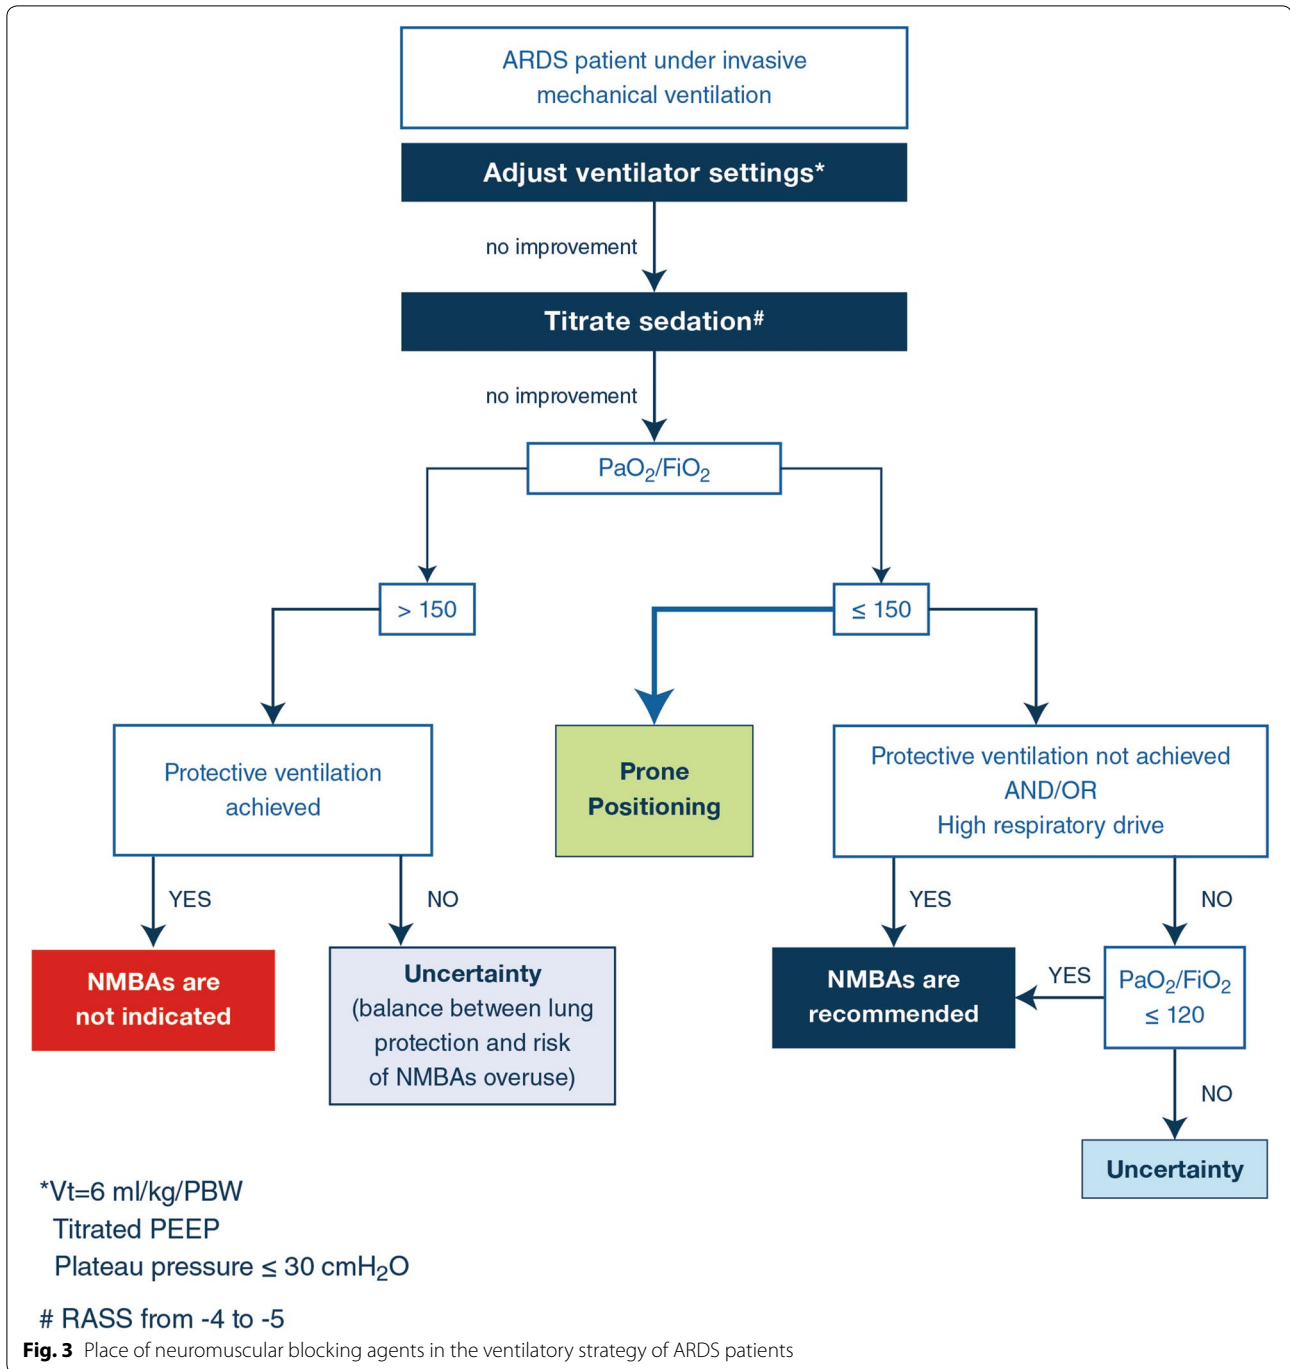 ARDS patient under invasive
mechanical ventilation
Adjust ventilator settings*
no improvement
Titrate sedation#
no improvement
PaO2/FiO2
> 150
≤ 150
Protective ventilation
achieved
Prone
Positioning
Protective ventilation not achieved
AND/OR
High respiratory drive
YES
NO
YES
NO
NMBAs are
not indicated
Uncertainty
(balance between lung
protection and risk
of NMBAs overuse)
NMBAs are
recommended
YES
PaO2/FiO2
≤ 120
NO
Uncertainty
*Vt=6 ml/kg/PBW
Titrated PEEP
Plateau pressure ≤ 30 cmH2O
# RASS from -4 to -5
Fig. 3 Place of neuromuscular blocking agents in the ventilatory strategy of ARDS patients